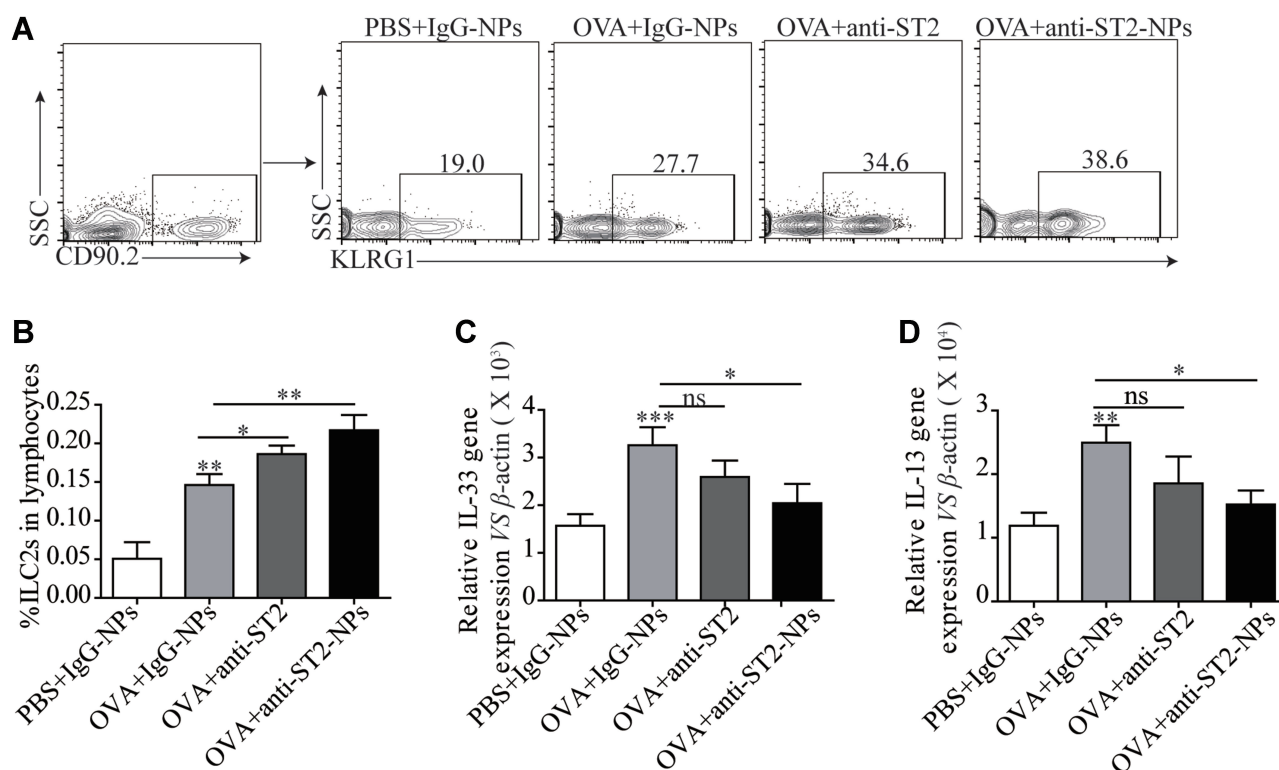 A
PBS+IgG-NPs OVA+IgG-NPs OVA+anti-ST2 OVA+anti-ST2-NPs
19.0 27.7 34.6 38.6
SSC
SSC
CD90.2
KLRG1
B
%ILC2s in lymphocytes
0.25
0.20
0.15
0.10
0.05
0.00
**
*
**
PBS+IgG-NPs
OVA+IgG-NPs
OVA+anti-ST2
OVA+anti-ST2-NPs
C
Relative IL-33 gene
expression VS β-actin ( X 10³)
4
3
2
1
0
*
ns
***
PBS+IgG-NPs
OVA+IgG-NPs
OVA+anti-ST2
OVA+anti-ST2-NPs
D
Relative IL-13 gene
expression VS β-actin ( X 10⁴)
3
2
1
0
*
ns
**
PBS+IgG-NPs
OVA+IgG-NPs
OVA+anti-ST2
OVA+anti-ST2-NPs